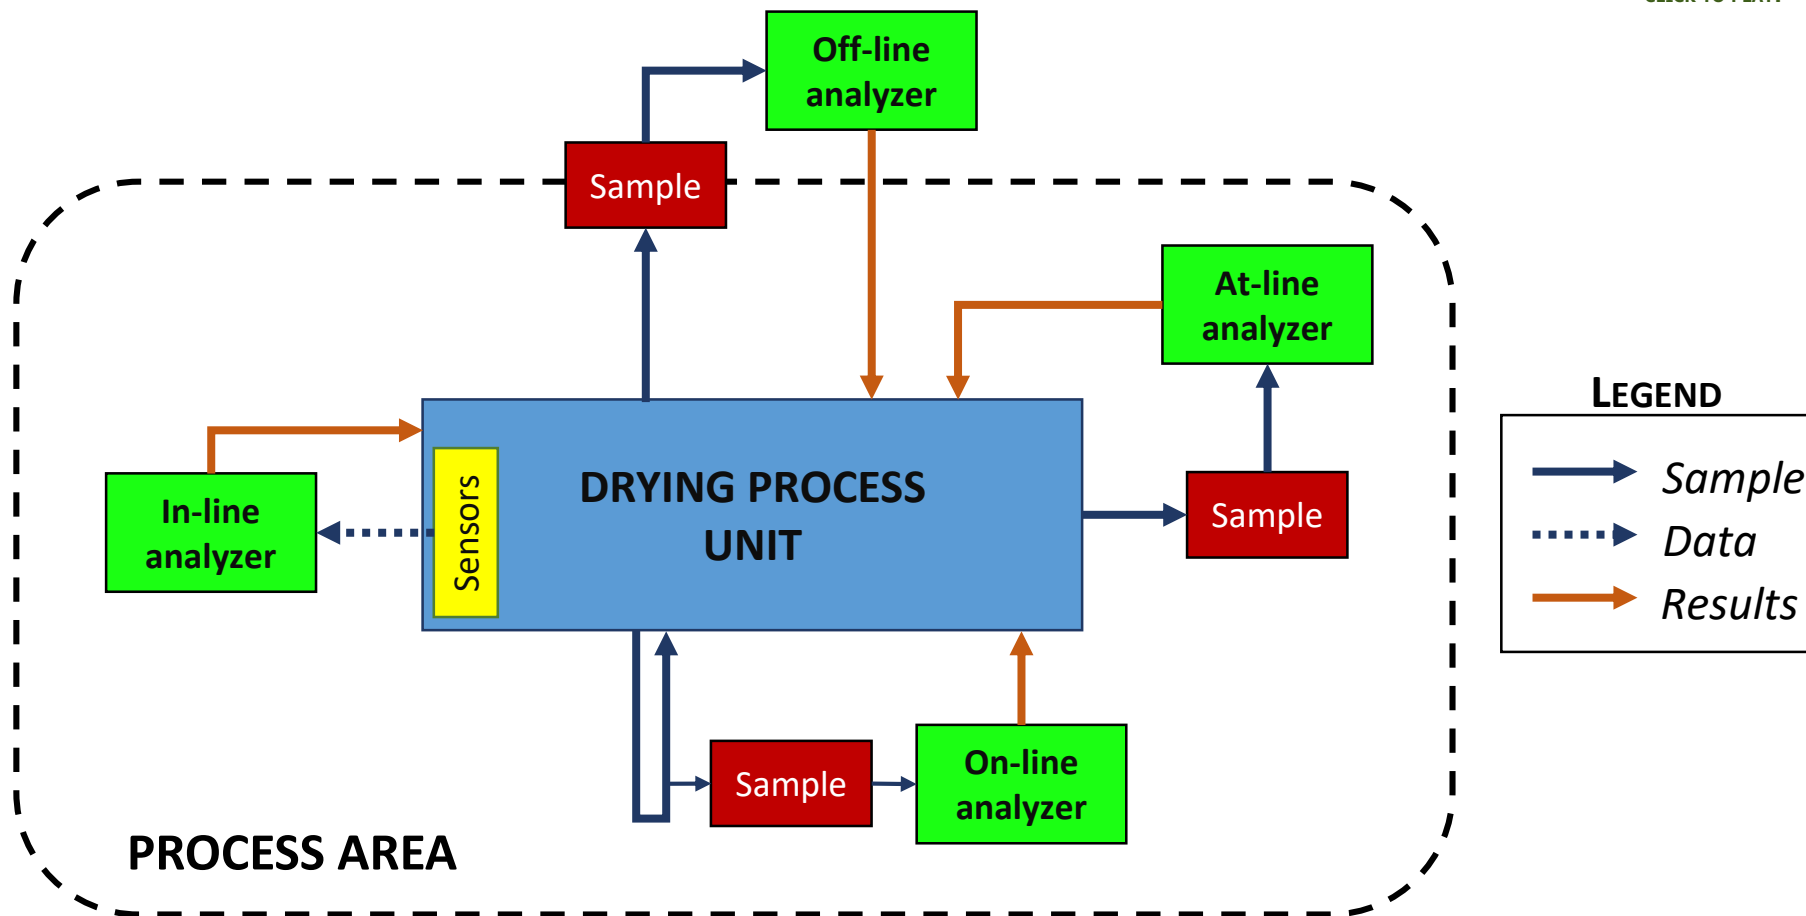 Off-line
analyzer
Sample
At-line
analyzer
LEGEND
Sample
Data
Results
In-line
analyzer
Sensors
DRYING PROCESS
UNIT
Sample
Sample
On-line
analyzer
PROCESS AREA